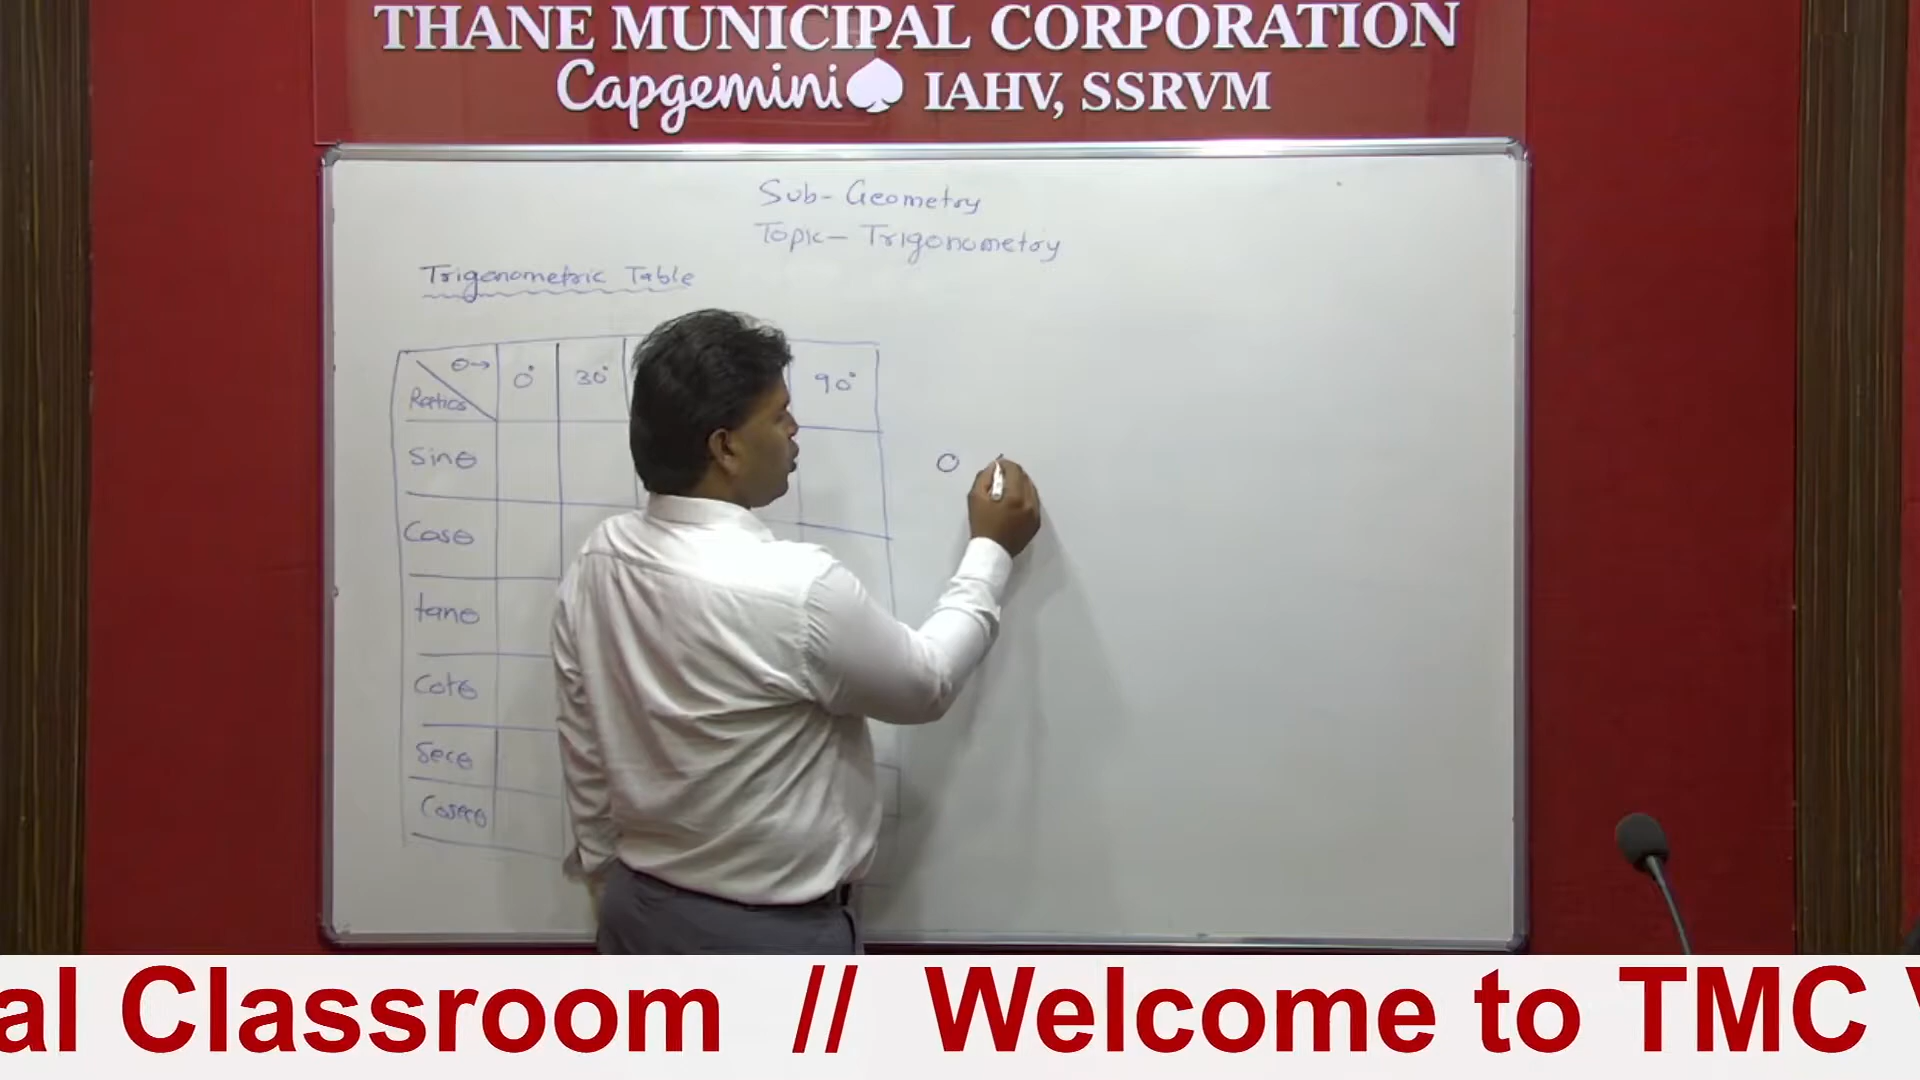 THANE MUNICIPAL CORPORATION
Capgemini IAHV, SSRVM
Sub- Geometry
Topic- Trigonometry
Trigonometric Table
θ→ 0° 30° 90°
Ratios
Sinθ
Cosθ
tanθ
Cotθ
Secθ
Cosecθ
0
al Classroom // Welcome to TMC V